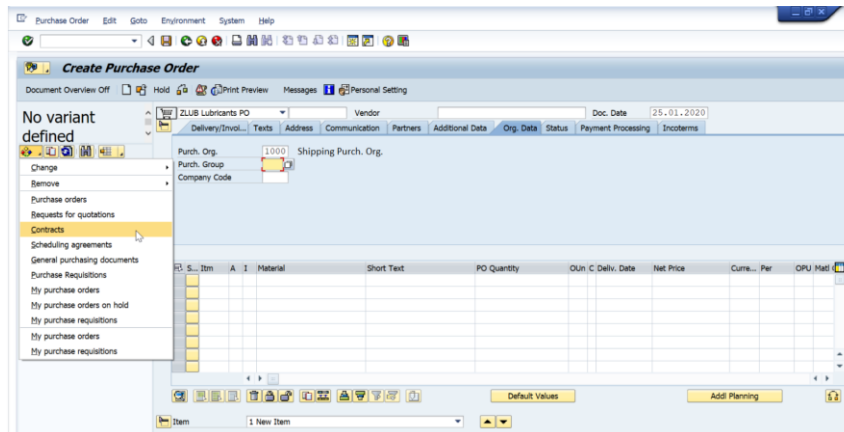 Purchase Order Edit Goto Environment System Help
Create Purchase Order
Document Overview Off Hold Print Preview Messages Personal Setting
No variant
defined
ZLUB Lubricants PO Vendor Doc. Date 25.01.2020
Delivery/Invoi... Texts Address Communication Partners Additional Data Org. Data Status Payment Processing Incoterms
Purch. Org. 1000 Shipping Purch. Org.
Purch. Group
Company Code
Change
Remove
Purchase orders
Requests for quotations
Contracts
Scheduling agreements
General purchasing documents
Purchase Requisitions
My purchase orders
My purchase orders on hold
My purchase requisitions
My purchase orders
My purchase requisitions
S... Itm A I Material Short Text PO Quantity OUn C Deliv. Date Net Price Curre... Per OPU Matl
Default Values Addl Planning
Item 1 New Item